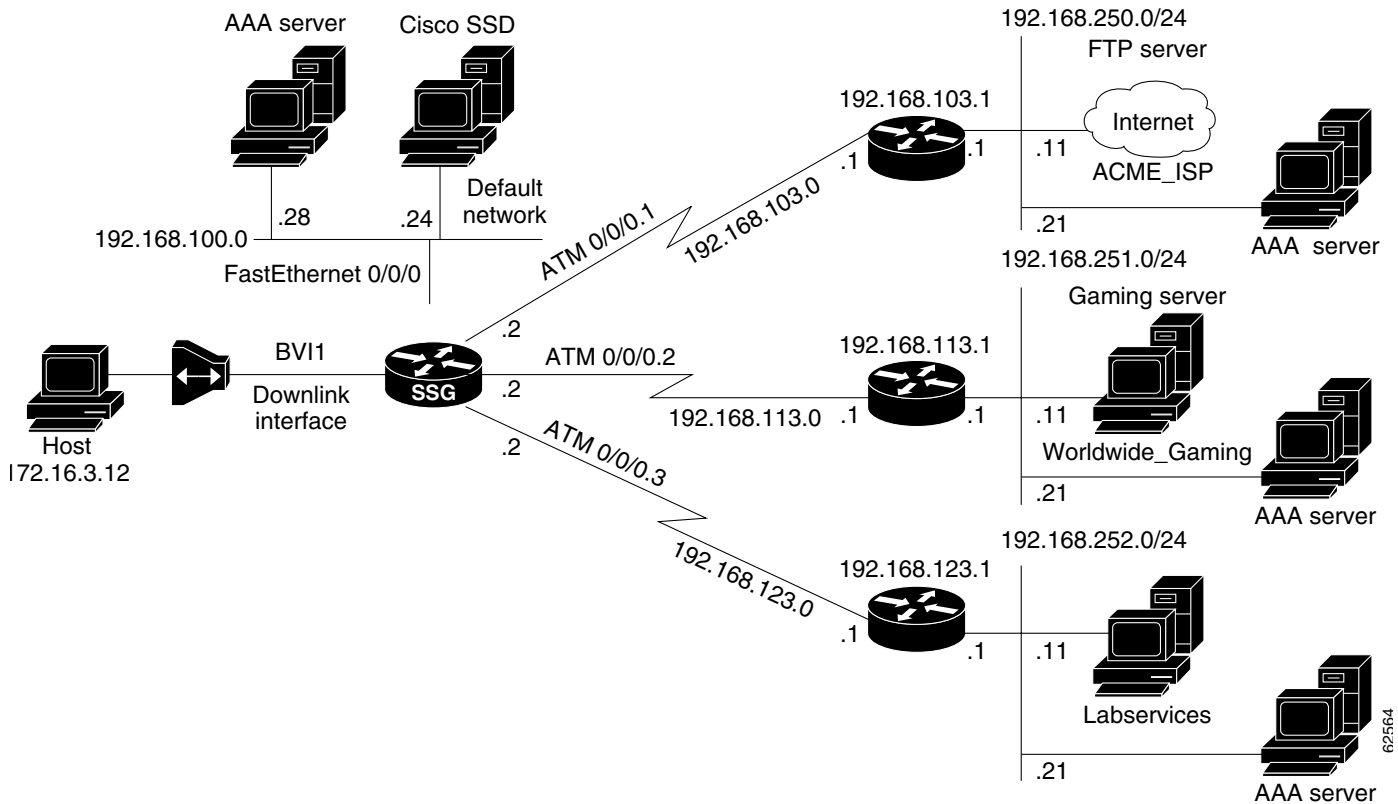 AAA server
Cisco SSD
.28
.24
Default
network
192.168.100.0
FastEthernet 0/0/0
BVI1
Downlink
interface
Host
172.16.3.12
SSG
.2
ATM 0/0/0.1
192.168.103.0
.2
ATM 0/0/0.2
192.168.113.0
.2
ATM 0/0/0.3
192.168.123.0
192.168.250.0/24
FTP server
192.168.103.1
.1
.1
Internet
.11
ACME_ISP
.21
AAA server
192.168.251.0/24
Gaming server
192.168.113.1
.1
.1
.11
Worldwide_Gaming
.21
AAA server
192.168.252.0/24
192.168.123.1
.1
.1
.11
Labservices
.21
AAA server
62564